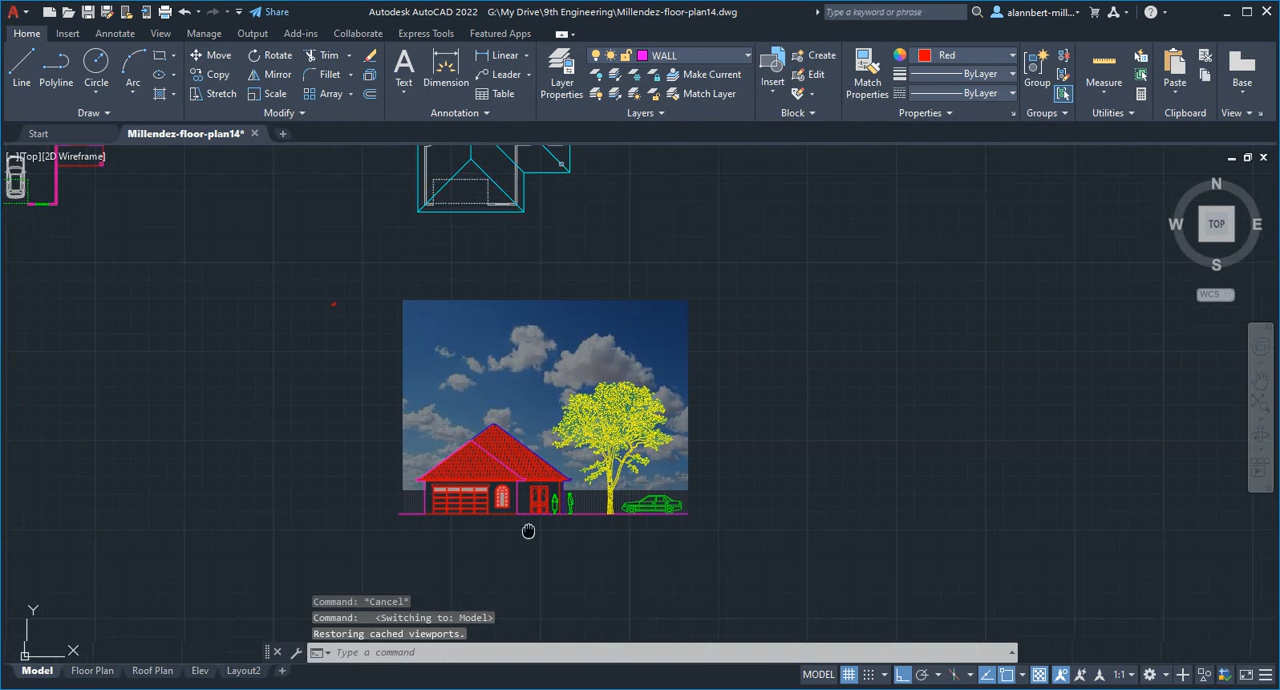 Share
Autodesk AutoCAD 2022 G:\My Drive\9th Engineering\Millendez-floor-plan14.dwg
Type a keyword or phrase
alannbert-mill...
Home Insert Annotate View Manage Output Add-ins Collaborate Express Tools Featured Apps
Line Polyline Circle Arc
Move Rotate Trim
Copy Mirror Fillet
Stretch Scale Array
Text Dimension
Linear
Leader
Table
Layer Properties
WALL
Make Current
Match Layer
Insert
Create
Edit
Match Properties
Red
ByLayer
ByLayer
Group
Measure
Paste
Base
Draw Modify Annotation Layers Block Properties Groups Utilities Clipboard View
Start Millendez-floor-plan14*
[–][Top][2D Wireframe]
N
W TOP E
S
WCS
Command: *Cancel*
Command: <Switching to: Model>
Restoring cached viewports.
Type a command
Y
X
Model Floor Plan Roof Plan Elev Layout2
MODEL
1:1